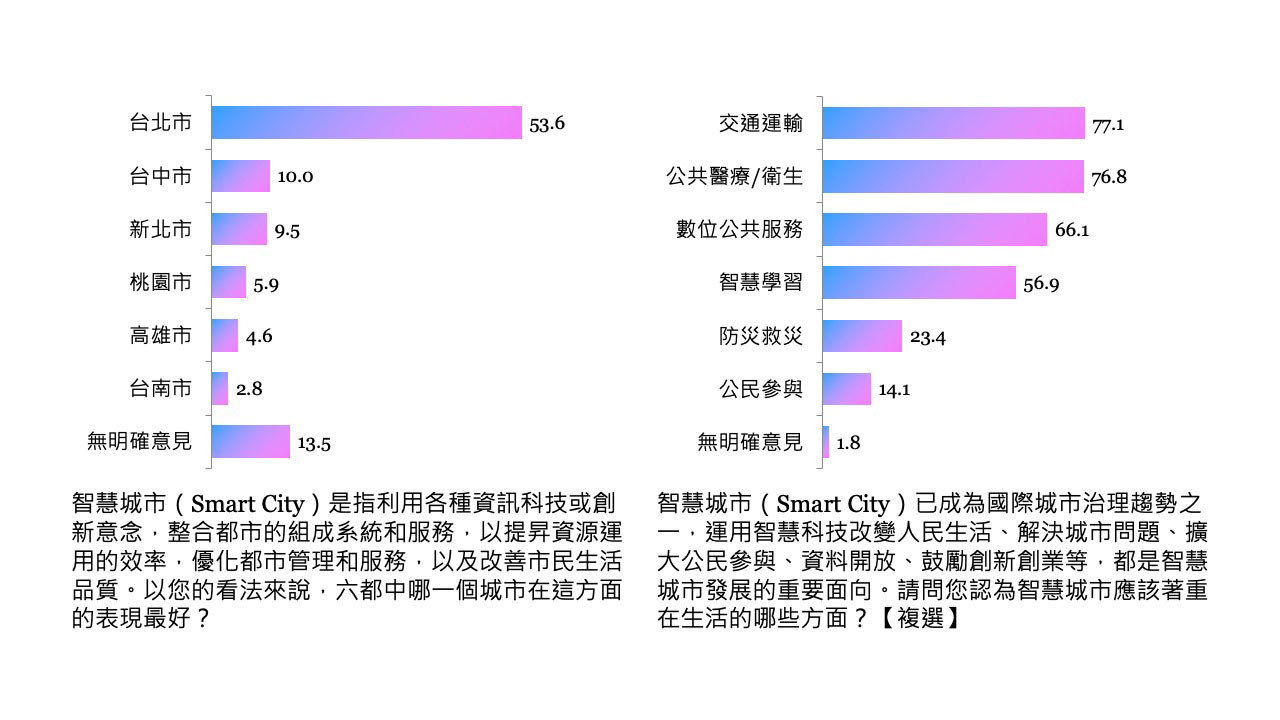 台北市 53.6
台中市 10.0
新北市 9.5
桃園市 5.9
高雄市 4.6
台南市 2.8
無明確意見 13.5
智慧城市（Smart City）是指利用各種資訊科技或創
新意念，整合都市的組成系統和服務，以提昇資源運
用的效率，優化都市管理和服務，以及改善市民生活
品質。以您的看法來說，六都中哪一個城市在這方面
的表現最好？
交通運輸 77.1
公共醫療/衛生 76.8
數位公共服務 66.1
智慧學習 56.9
防災救災 23.4
公民參與 14.1
無明確意見 1.8
智慧城市（Smart City）已成為國際城市治理趨勢之
一，運用智慧科技改變人民生活、解決城市問題、擴
大公民參與、資料開放、鼓勵創新創業等，都是智慧
城市發展的重要面向。請問您認為智慧城市應該著重
在生活的哪些方面？【複選】